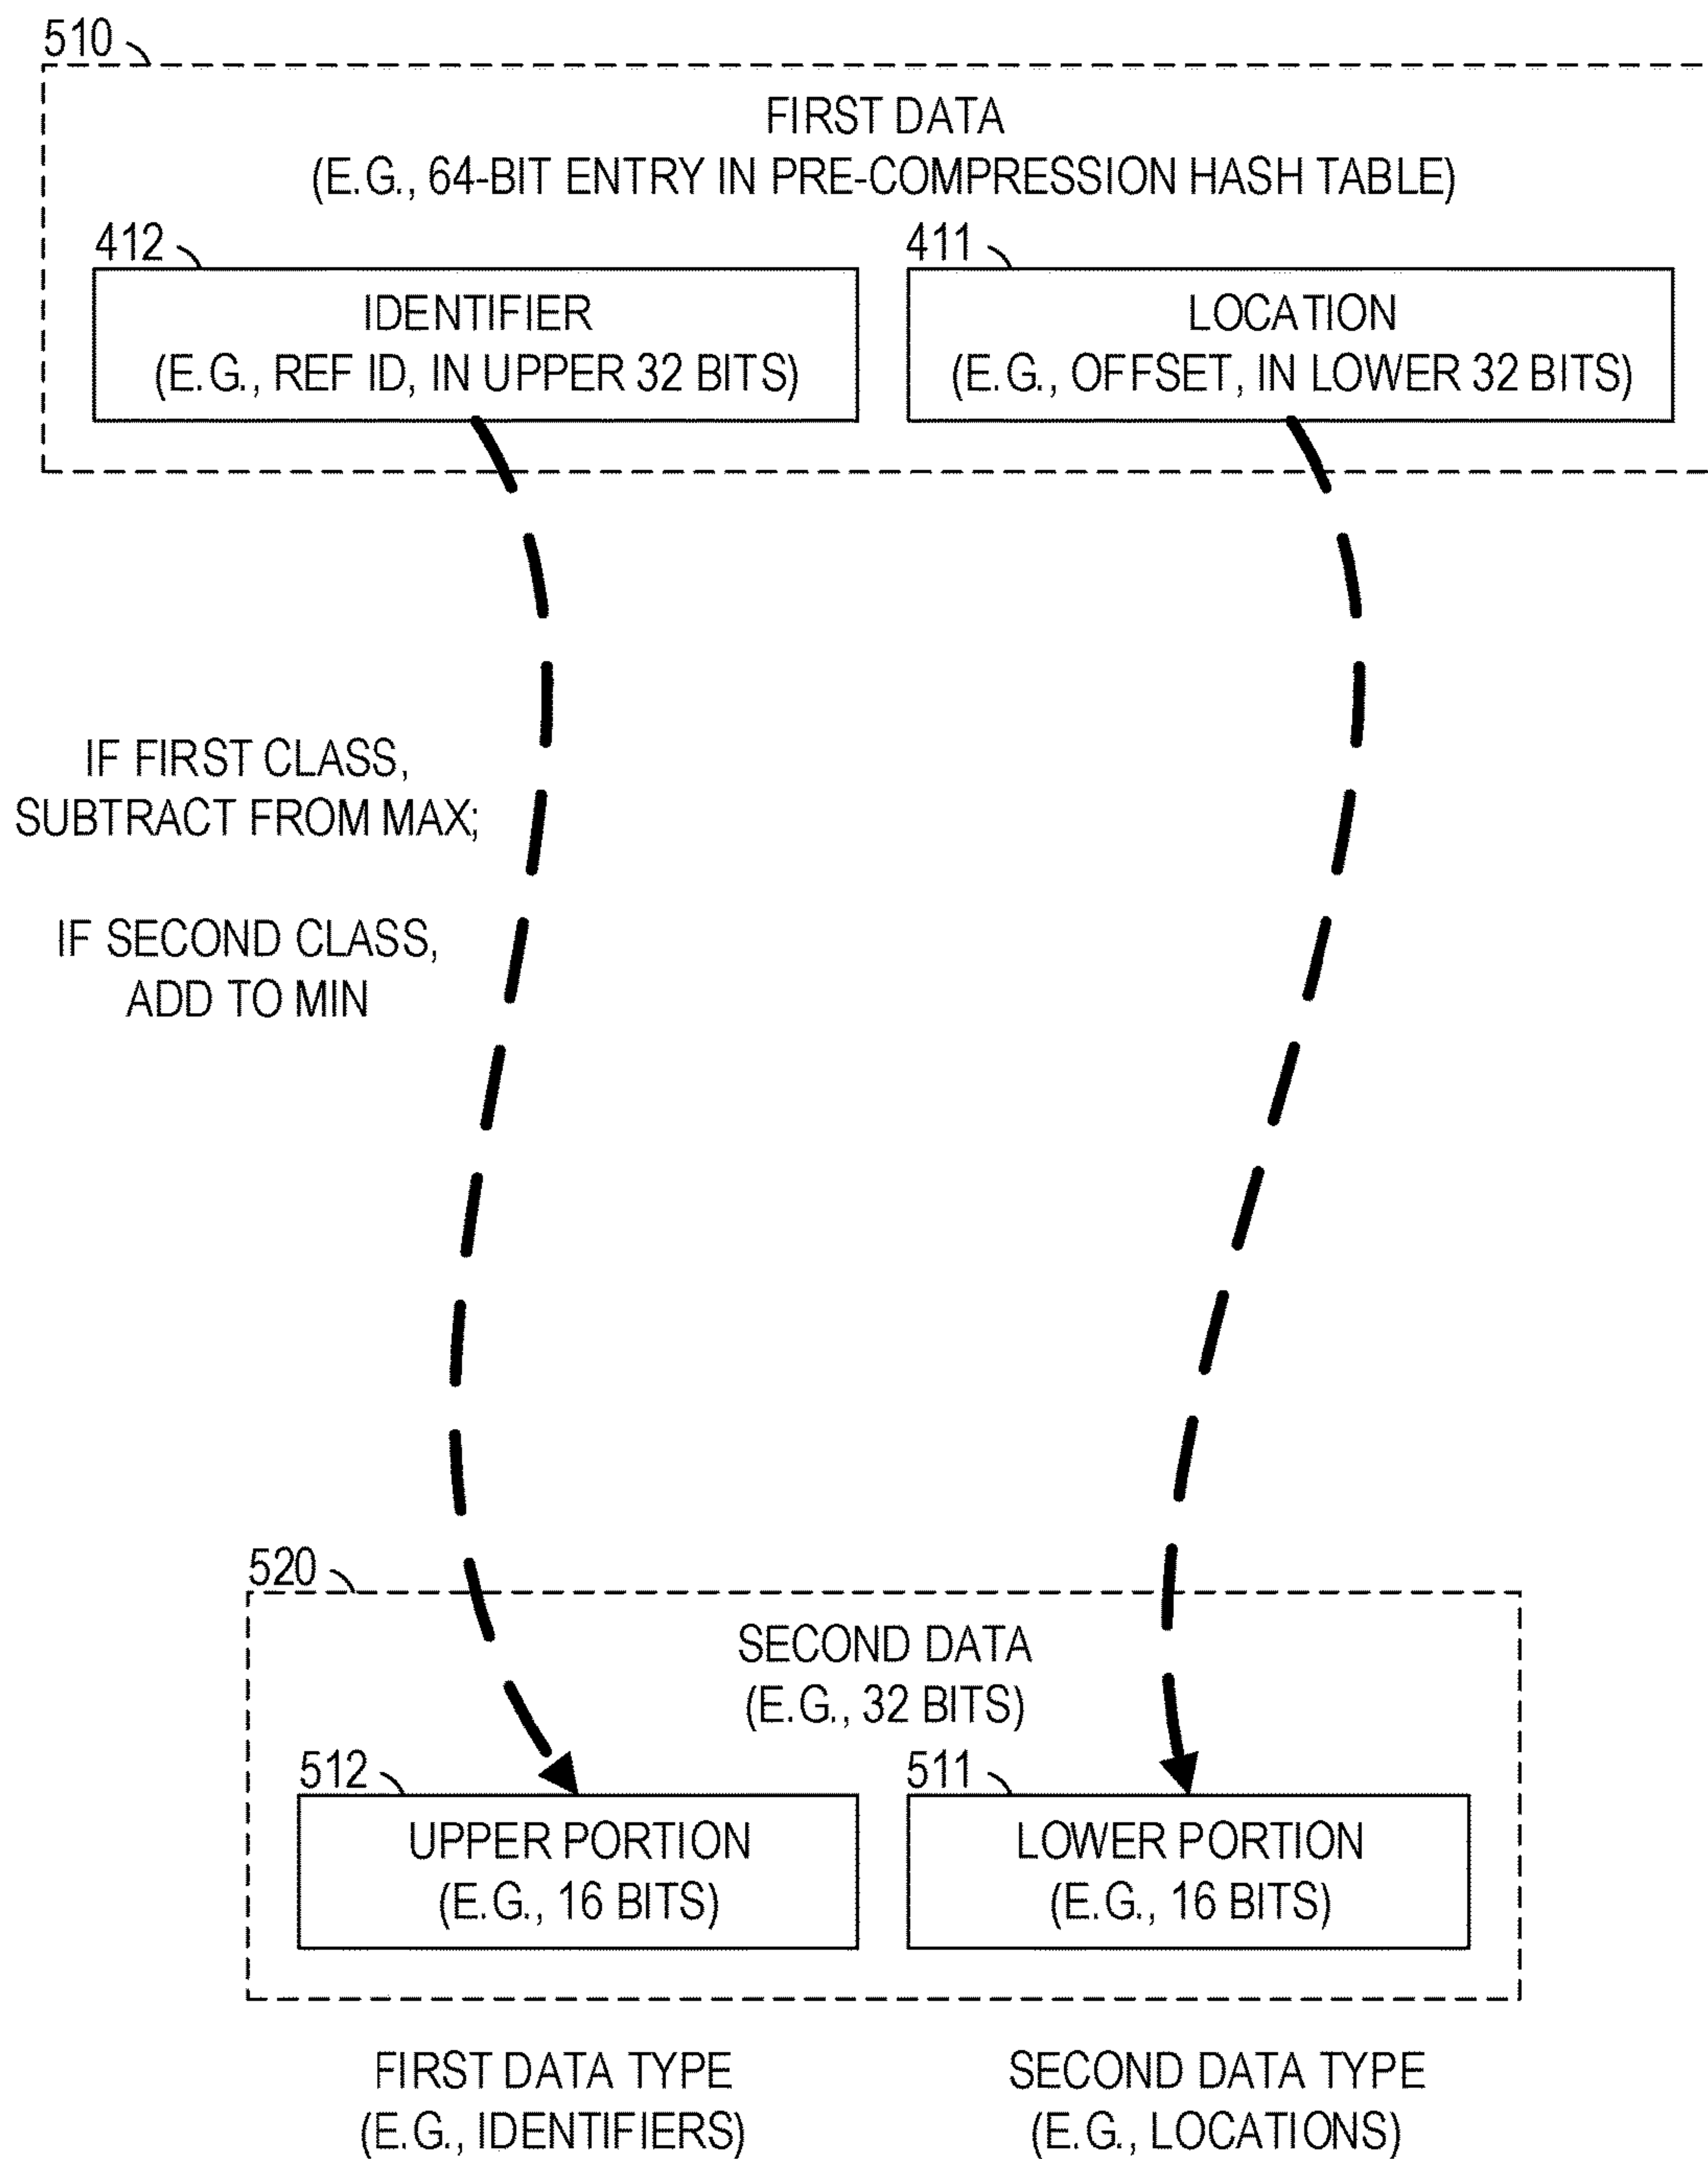 510
FIRST DATA
(E.G., 64-BIT ENTRY IN PRE-COMPRESSION HASH TABLE)
412
411
IDENTIFIER
(E.G., REF ID, IN UPPER 32 BITS)
LOCATION
(E.G., OFFSET, IN LOWER 32 BITS)
IF FIRST CLASS,
SUBTRACT FROM MAX;
IF SECOND CLASS,
ADD TO MIN
520
SECOND DATA
(E.G., 32 BITS)
512
511
UPPER PORTION
(E.G., 16 BITS)
LOWER PORTION
(E.G., 16 BITS)
FIRST DATA TYPE
(E.G., IDENTIFIERS)
SECOND DATA TYPE
(E.G., LOCATIONS)